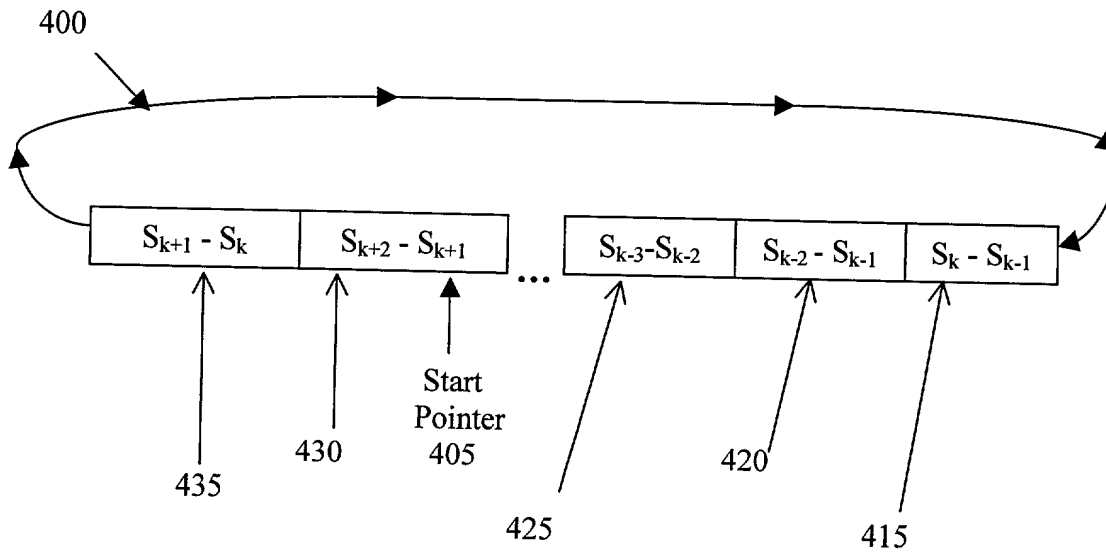 400
S_{k+1} - S_k
S_{k+2} - S_{k+1}
...
S_{k-3}-S_{k-2}
S_{k-2} - S_{k-1}
S_k - S_{k-1}
Start
Pointer
405
430
435
420
425
415